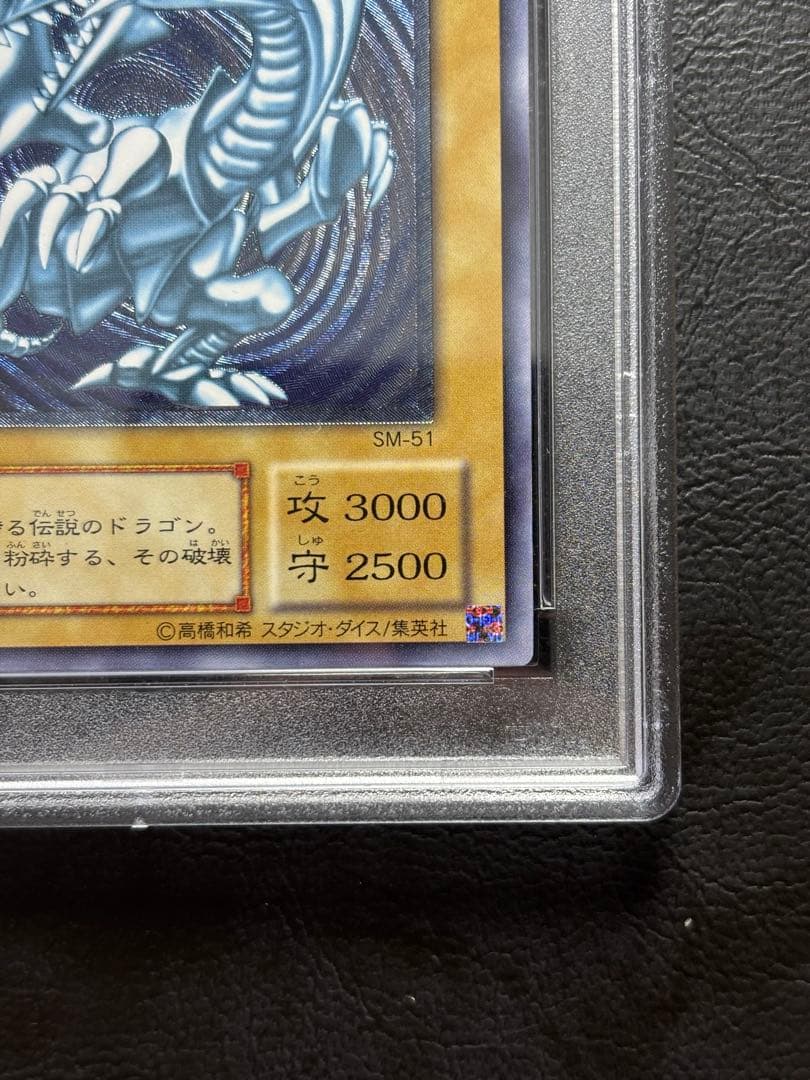 SM-51
こう
攻 3000
しゅ
守 2500
でん せつ
る伝説のドラゴン。
ふん さい は かい
粉砕する、その破壊
い。
©高橋和希 スタジオ・ダイス/集英社